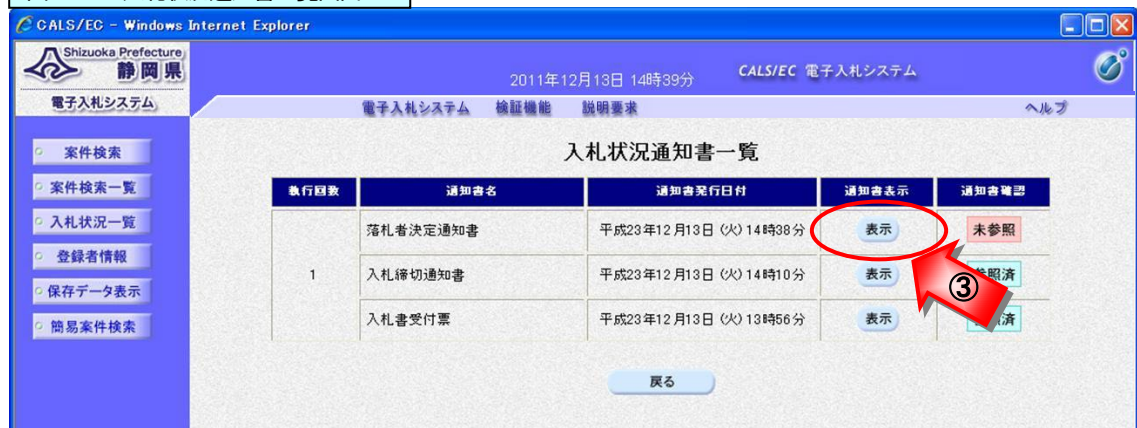 CALS/EC - Windows Internet Explorer
Shizuoka Prefecture
静岡県
2011年12月13日 14時39分
CALS/EC 電子入札システム
電子入札システム
電子入札システム 検証機能 説明要求 ヘルプ
案件検索
案件検索一覧
入札状況一覧
登録者情報
保存データ表示
簡易案件検索
入札状況通知書一覧
執行回数 通知書名 通知書発行日付 通知書表示 通知書確認
落札者決定通知書 平成23年12月13日 (火) 14時38分 表示 未参照
1 入札締切通知書 平成23年12月13日 (火) 14時10分 表示 参照済
③
入札書受付票 平成23年12月13日 (火) 13時56分 表示 済
戻る